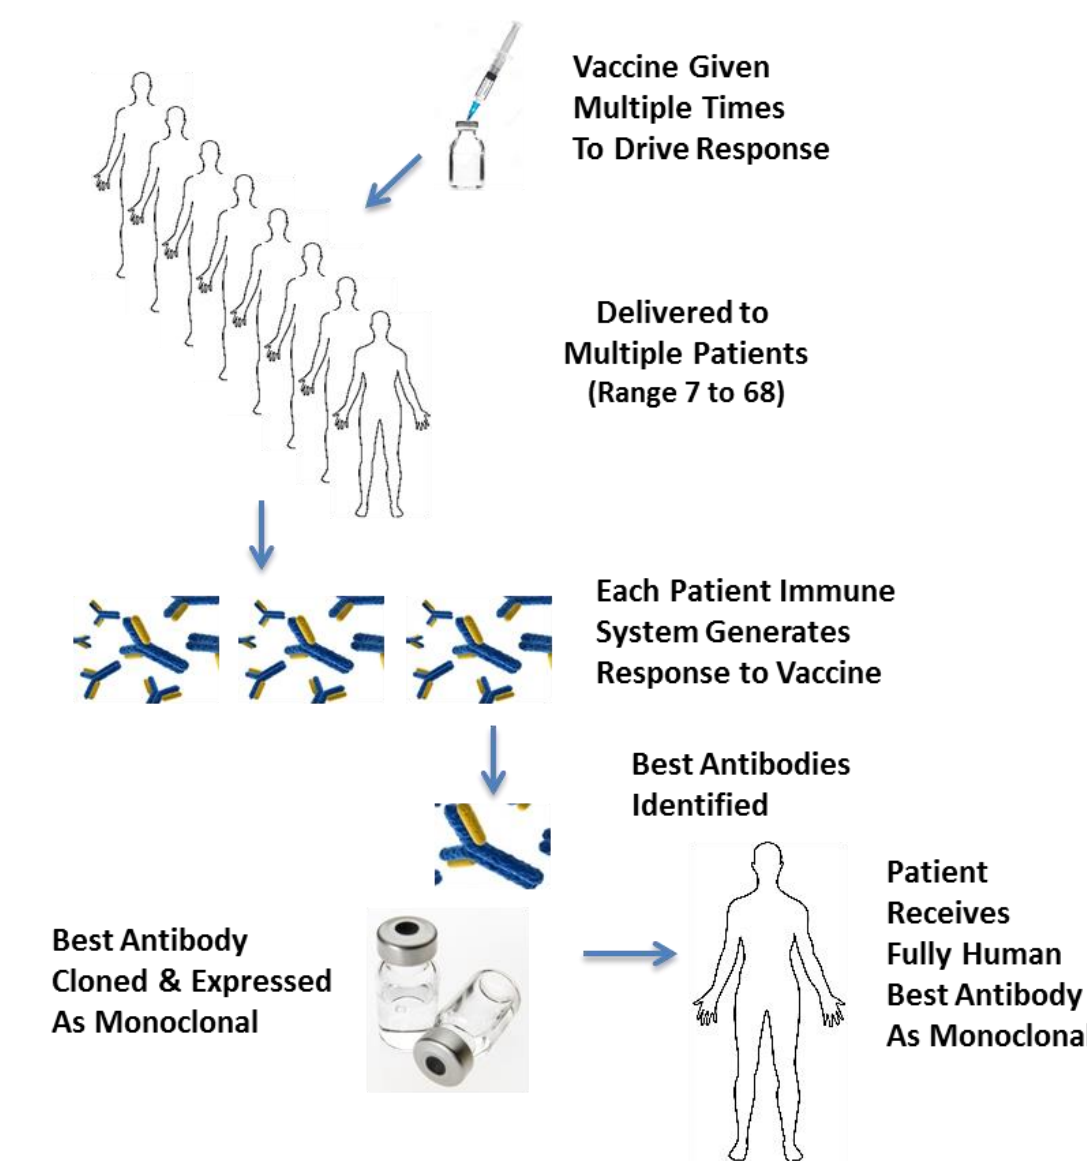 Vaccine Given
Multiple Times
To Drive Response
Delivered to
Multiple Patients
(Range 7 to 68)
Each Patient Immune
System Generates
Response to Vaccine
Best Antibodies
Identified
Best Antibody
Cloned & Expressed
As Monoclonal
Patient
Receives
Fully Human
Best Antibody
As Monoclonal